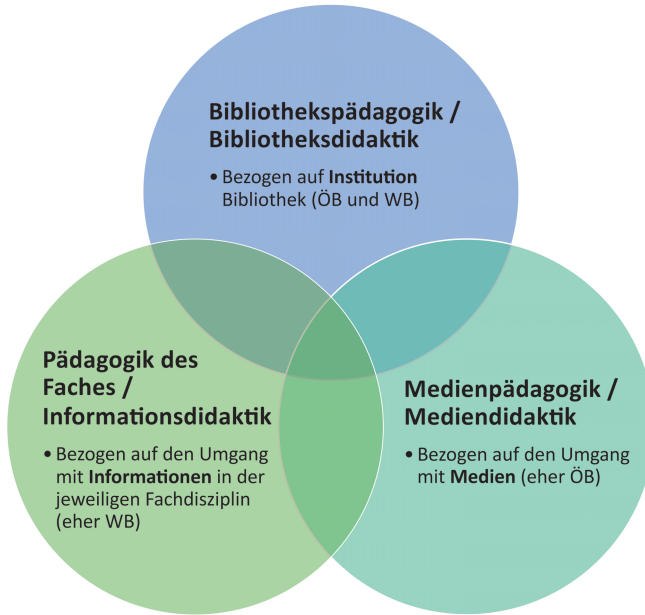 Bibliothekspädagogik /
Bibliotheksdidaktik
• Bezogen auf Institution
Bibliothek (ÖB und WB)
Pädagogik des
Faches /
Informationsdidaktik
• Bezogen auf den Umgang
mit Informationen in der
jeweiligen Fachdisziplin
(eher WB)
Medienpädagogik /
Mediendidaktik
• Bezogen auf den Umgang
mit Medien (eher ÖB)